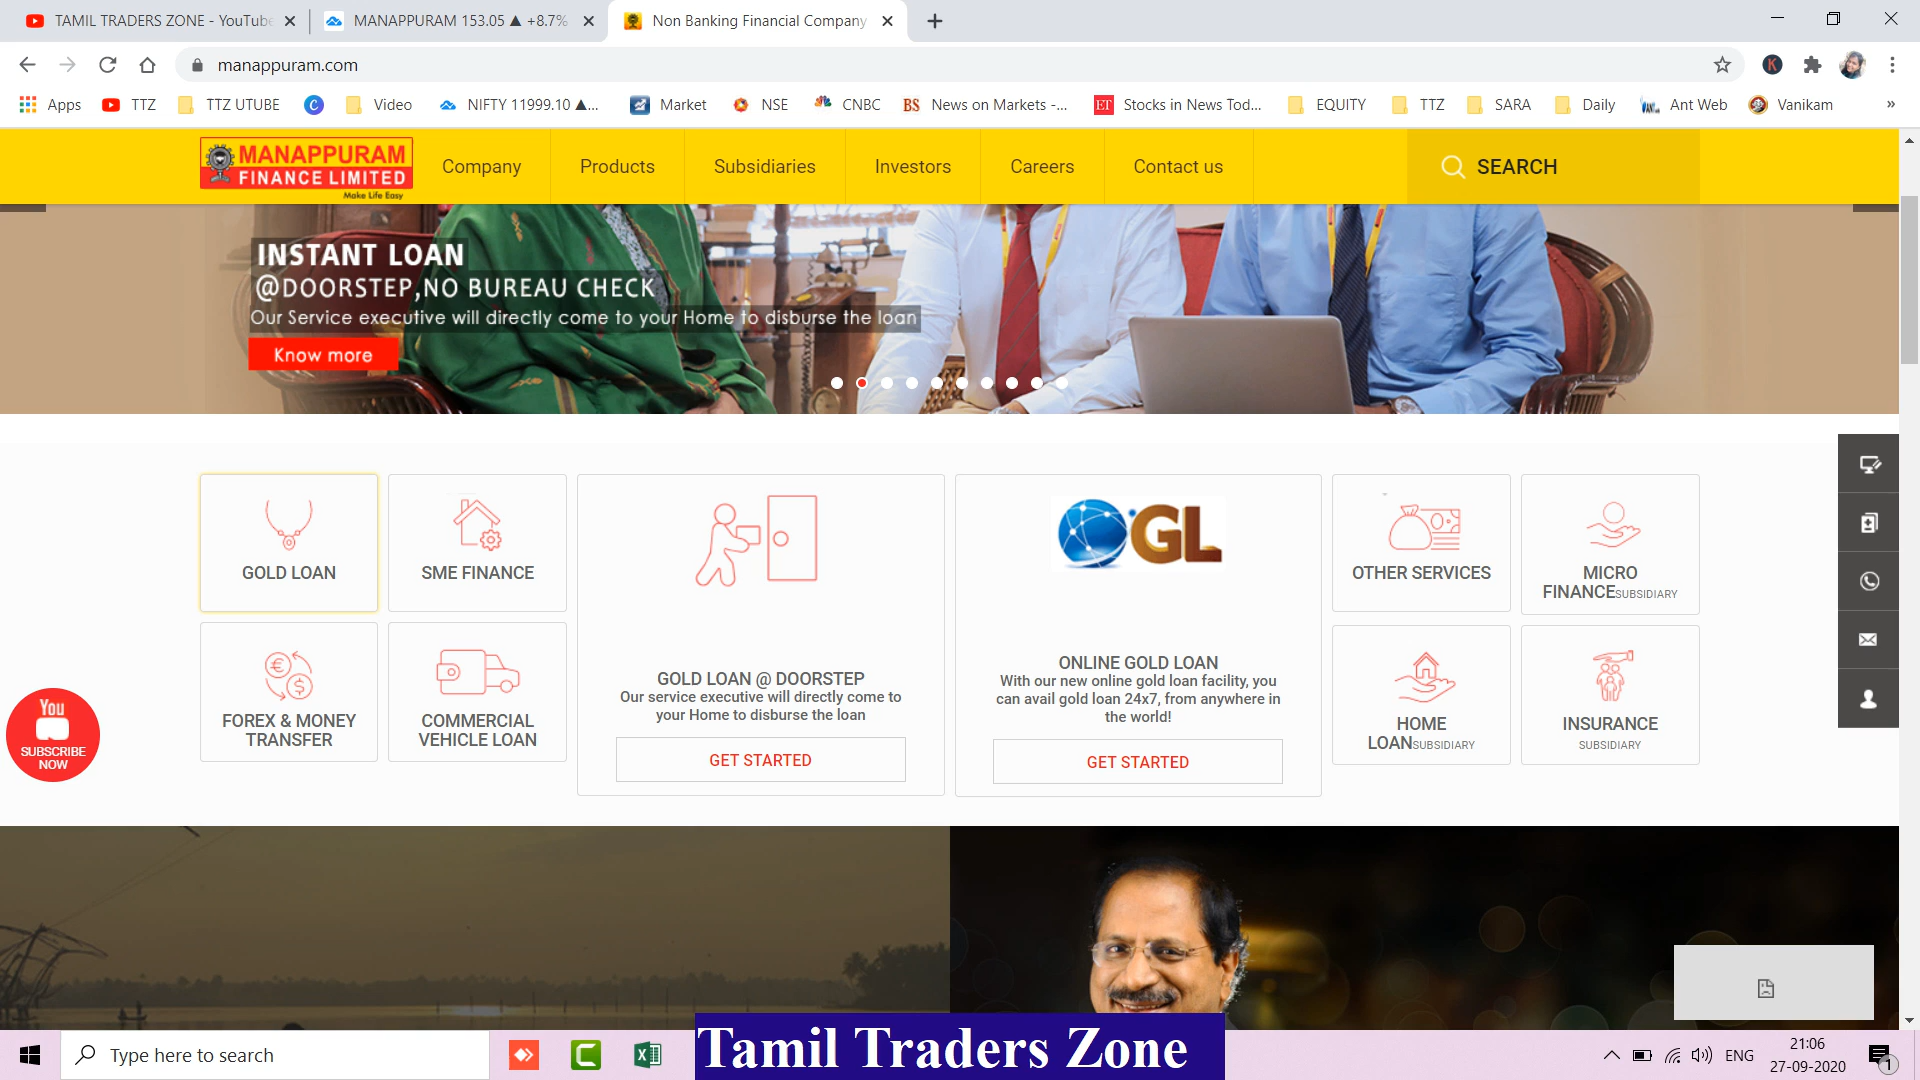 TAMIL TRADERS ZONE - YouTube
MANAPPURAM 153.05 ▲ +8.7%
Non Banking Financial Company
manappuram.com
Apps
TTZ
TTZ UTUBE
Video
NIFTY 11999.10 ▲...
Market
NSE
CNBC
BS
News on Markets -...
ET
Stocks in News Tod...
EQUITY
TTZ
SARA
Daily
Ant Web
Vanikam
»
MANAPPURAM
FINANCE LIMITED
Make Life Easy
Company
Products
Subsidiaries
Investors
Careers
Contact us
SEARCH
INSTANT LOAN
@DOORSTEP,NO BUREAU CHECK
Our Service executive will directly come to your Home to disburse the loan
Know more
GOLD LOAN
SME FINANCE
GOLD LOAN @ DOORSTEP
Our service executive will directly come to
your Home to disburse the loan
GET STARTED
OGL
ONLINE GOLD LOAN
With our new online gold loan facility, you
can avail gold loan 24x7, from anywhere in
the world!
GET STARTED
OTHER SERVICES
MICRO
FINANCESUBSIDIARY
FOREX & MONEY
TRANSFER
COMMERCIAL
VEHICLE LOAN
HOME
LOANSUBSIDIARY
INSURANCE
SUBSIDIARY
You
SUBSCRIBE
NOW
Type here to search
Tamil Traders Zone
ENG
21:06
27-09-2020
1